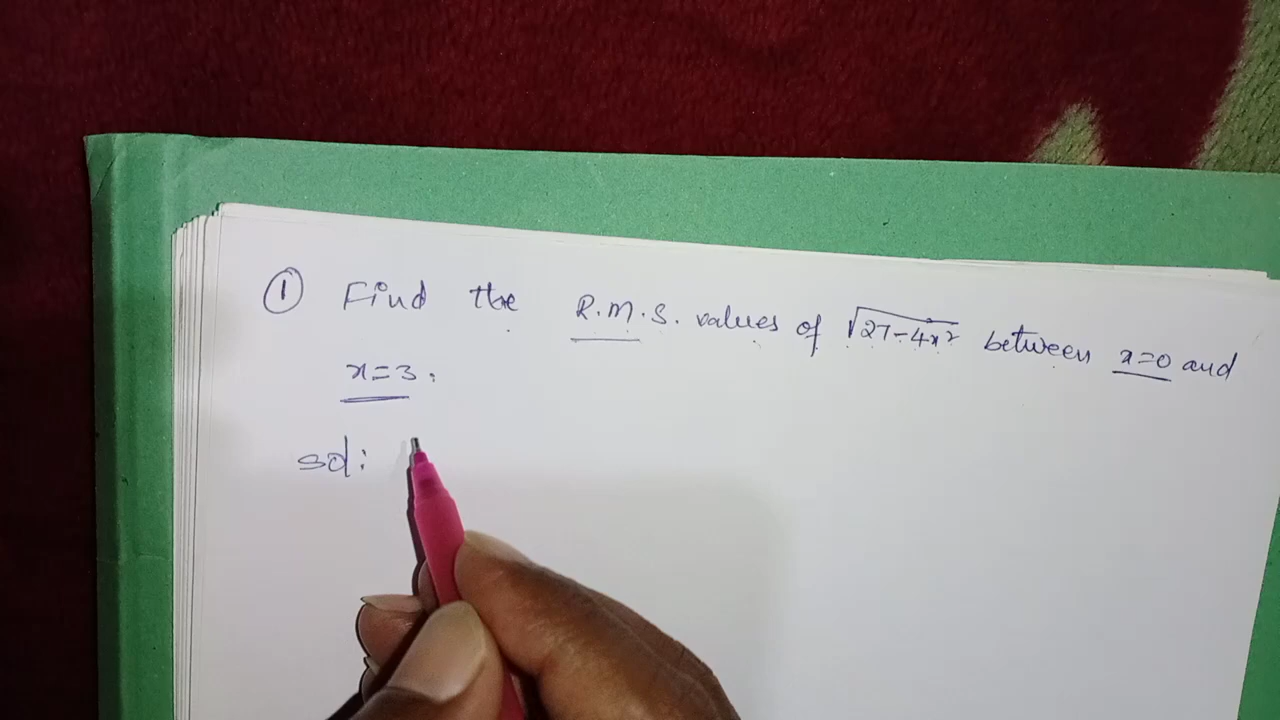 ① Find the R.M.S. values of √27-4x² between x=0 and
x=3.
sol: